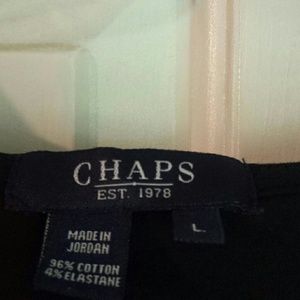 CHAPS
EST. 1978
L
MADE IN
JORDAN
96% COTTON
4% ELASTANE